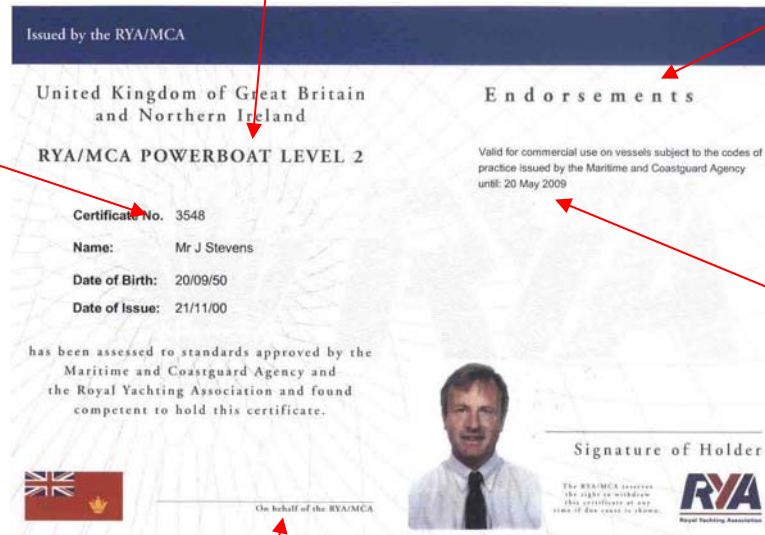 Issued by the RYA/MCA
United Kingdom of Great Britain
and Northern Ireland
RYA/MCA POWERBOAT LEVEL 2
Certificate No. 3548
Name: Mr J Stevens
Date of Birth: 20/09/50
Date of Issue: 21/11/00
has been assessed to standards approved by the
Maritime and Coastguard Agency and
the Royal Yachting Association and found
competent to hold this certificate.
On behalf of the RYA/MCA
Endorsements
Valid for commercial use on vessels subject to the codes of
practice issued by the Maritime and Coastguard Agency
until: 20 May 2009
Signature of Holder
The RYA/MCA reserves
the right to withdraw
this certificate at any
time if due cause is shown.
RYA
Royal Yachting Association